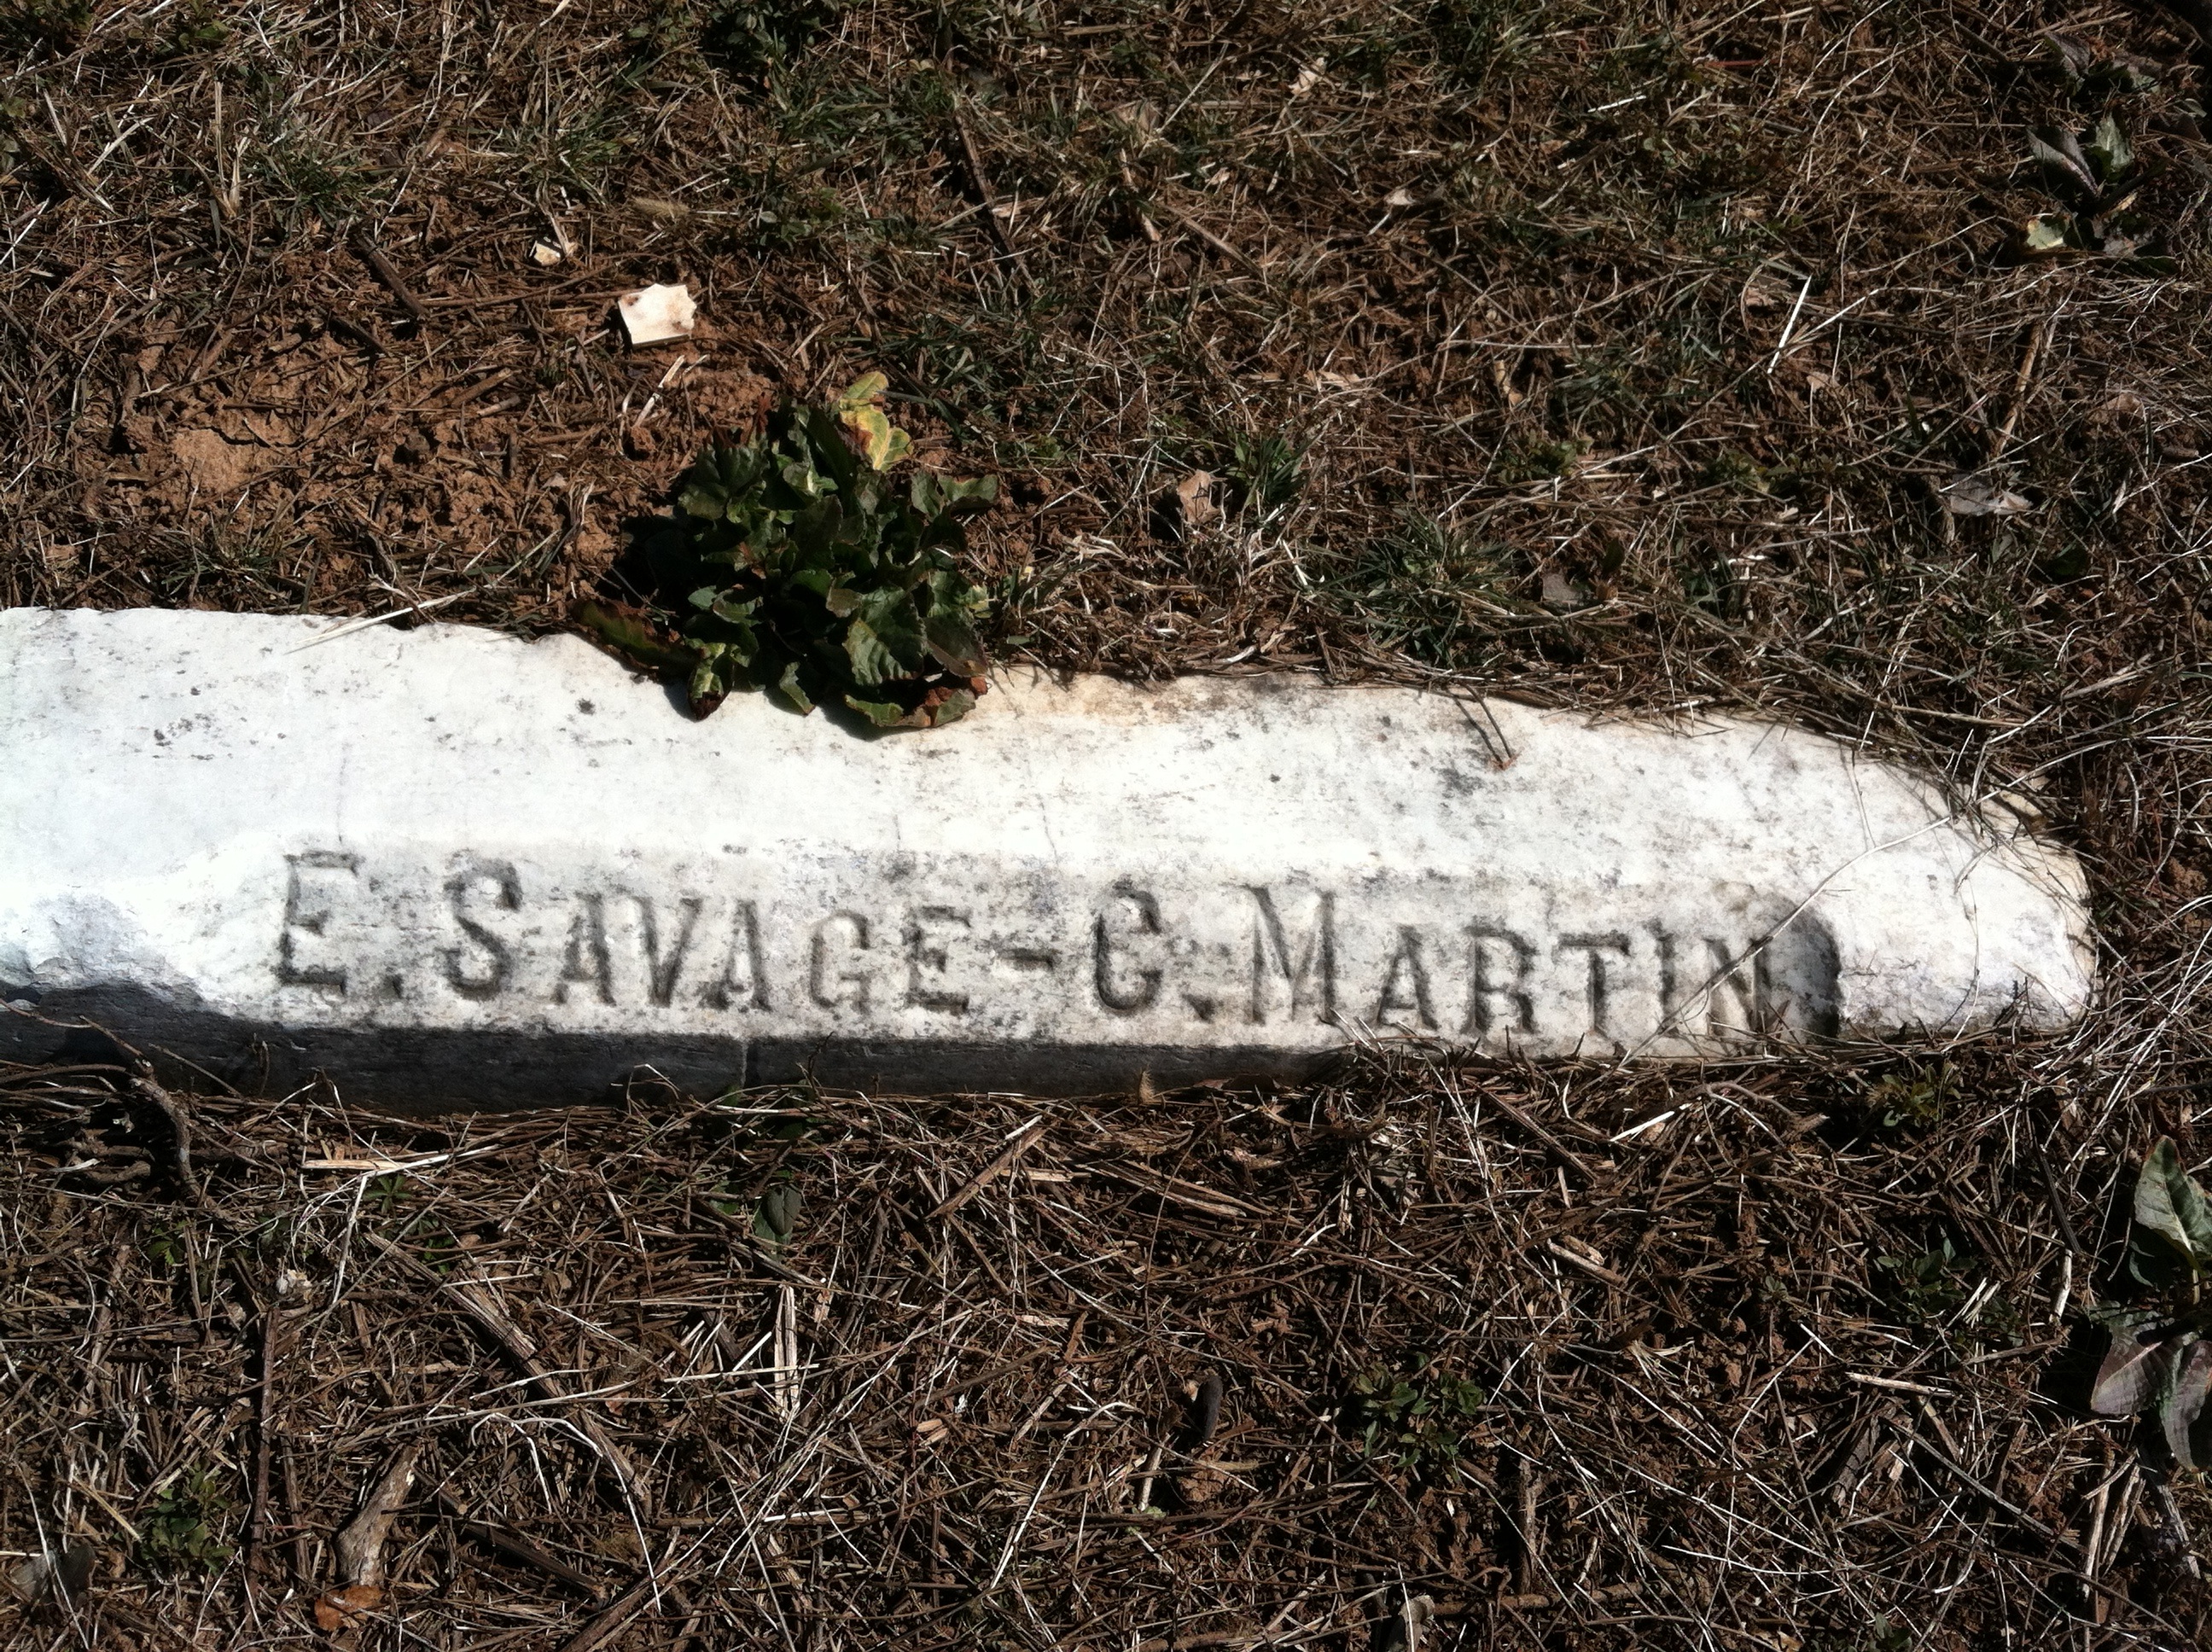 E. SAVAGE - C. MARTIN